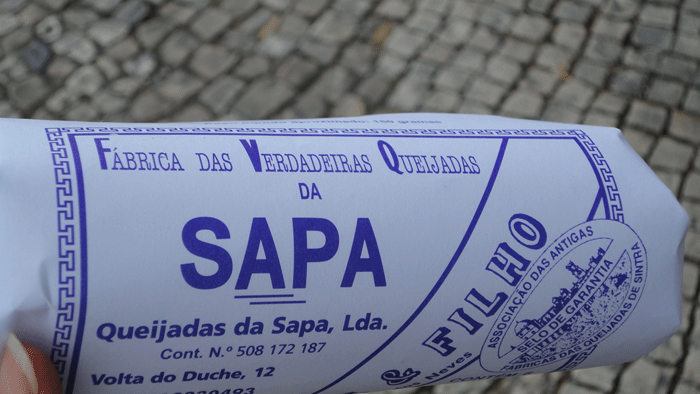 FÁBRICA DAS VERDADEIRAS QUEIJADAS
DA
SAPA
Queijadas da Sapa, Lda.
Cont. N.º 508 172 187
Volta do Duche, 12
& FILHO
Neves
ASSOCIAÇÃO DAS ANTIGAS
FÁBRICAS DAS QUEIJADAS DE SINTRA
DE GARANTIA